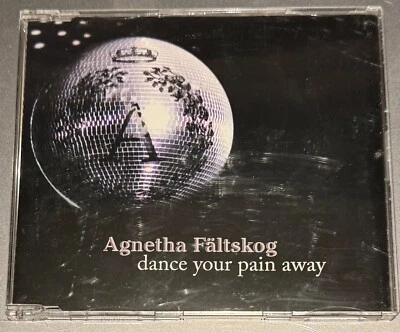 A
Agnetha Fältskog
dance your pain away